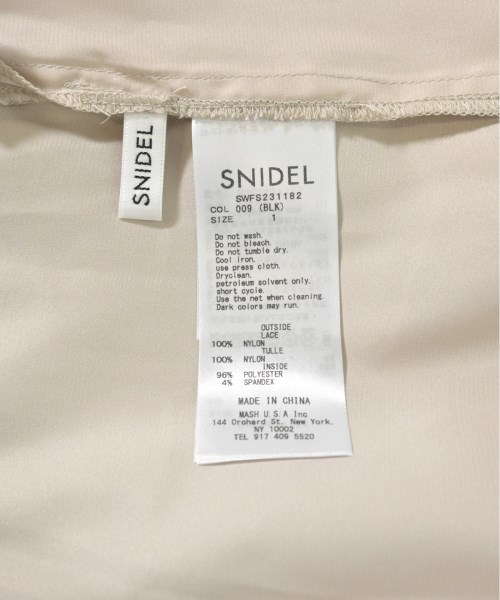 SNIDEL
SNIDEL
SWFS231182
COL 009 (BLK)
SIZE 1
Do not wash.
Do not bleach.
Do not tumble dry.
Cool iron.
use press cloth.
Dryclean.
petroleum solvent only.
short cycle.
Use the net when cleaning.
Dark colors may run.
OUTSIDE
LACE
100% NYLON
TULLE
100% NYLON
INSIDE
96% POLYESTER
4% SPANDEX
MADE IN CHINA
MASH U.S.A Inc
144 Orchard St. New York.
NY 10002
TEL 917 409 5520